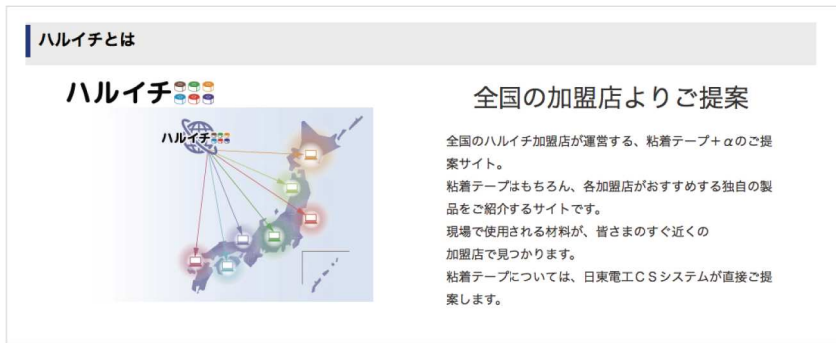 ハルイチとは
ハルイチ
ハルイチ
全国の加盟店よりご提案
全国のハルイチ加盟店が運営する、粘着テープ＋αのご提
案サイト。
粘着テープはもちろん、各加盟店がおすすめする独自の製
品をご紹介するサイトです。
現場で使用される材料が、皆さまのすぐ近くの
加盟店で見つかります。
粘着テープについては、日東電工ＣＳシステムが直接ご提
案します。